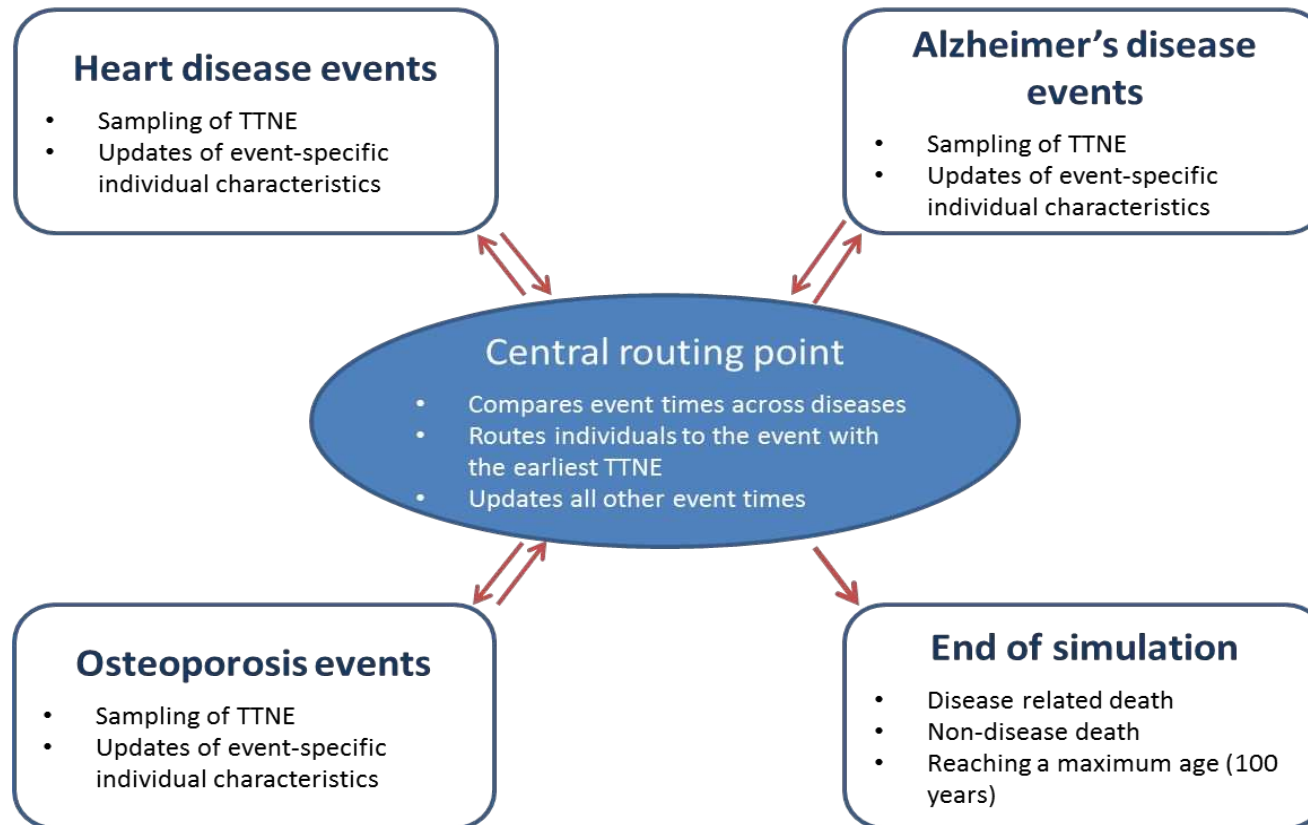 Heart disease events
• Sampling of TTNE
• Updates of event-specific
individual characteristics
Alzheimer’s disease
events
• Sampling of TTNE
• Updates of event-specific
individual characteristics
Central routing point
• Compares event times across diseases
• Routes individuals to the event with
the earliest TTNE
• Updates all other event times
Osteoporosis events
• Sampling of TTNE
• Updates of event-specific
individual characteristics
End of simulation
• Disease related death
• Non-disease death
• Reaching a maximum age (100
years)